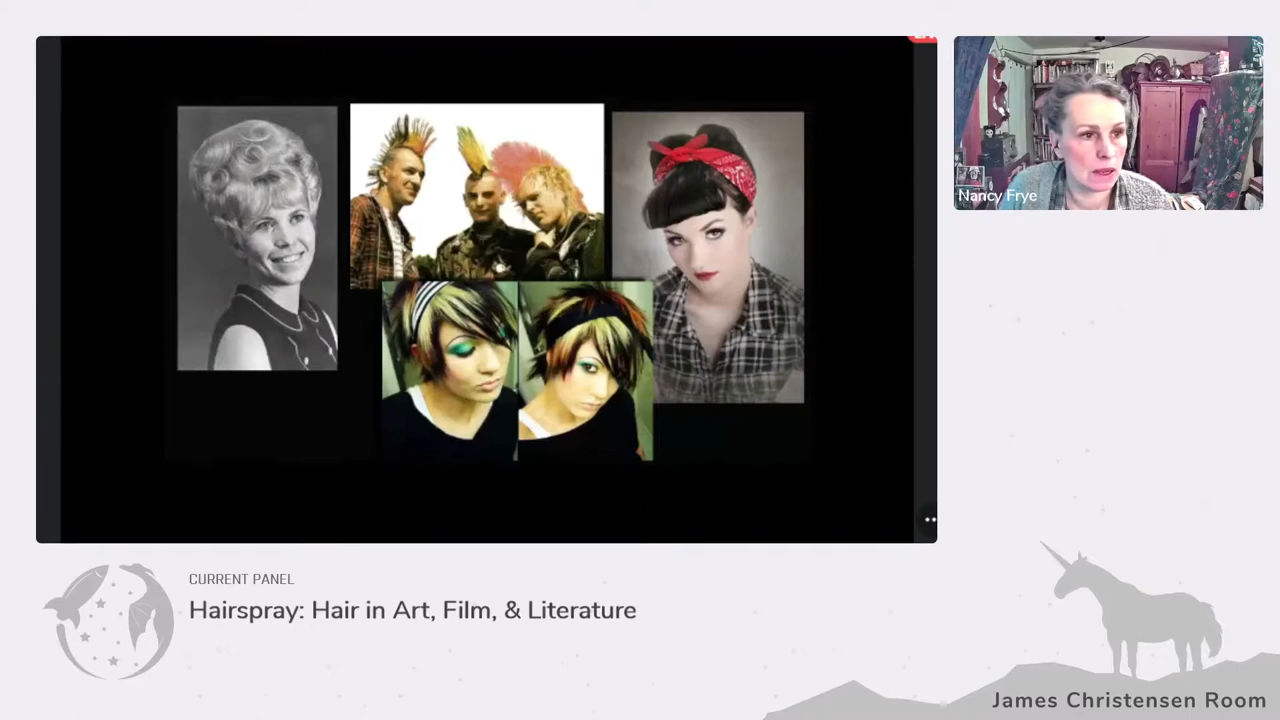 Nancy Frye
CURRENT PANEL
Hairspray: Hair in Art, Film, & Literature
James Christensen Room